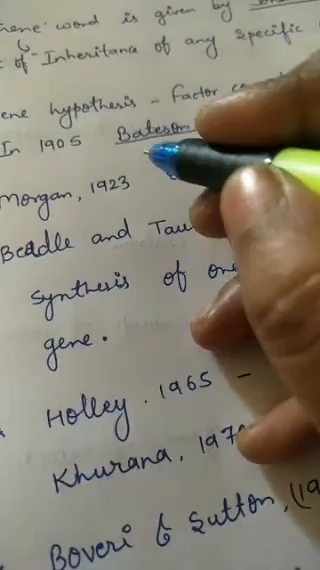 Gene word is given by
t of Inheritance of any specific
ene hypothesis - Factor
In 1905 Bateson
Morgan, 1923
Beadle and Tau
synthesis of one
gene.
Holley. 1965 -
Khurana, 197
Boveri & Sutton, (19